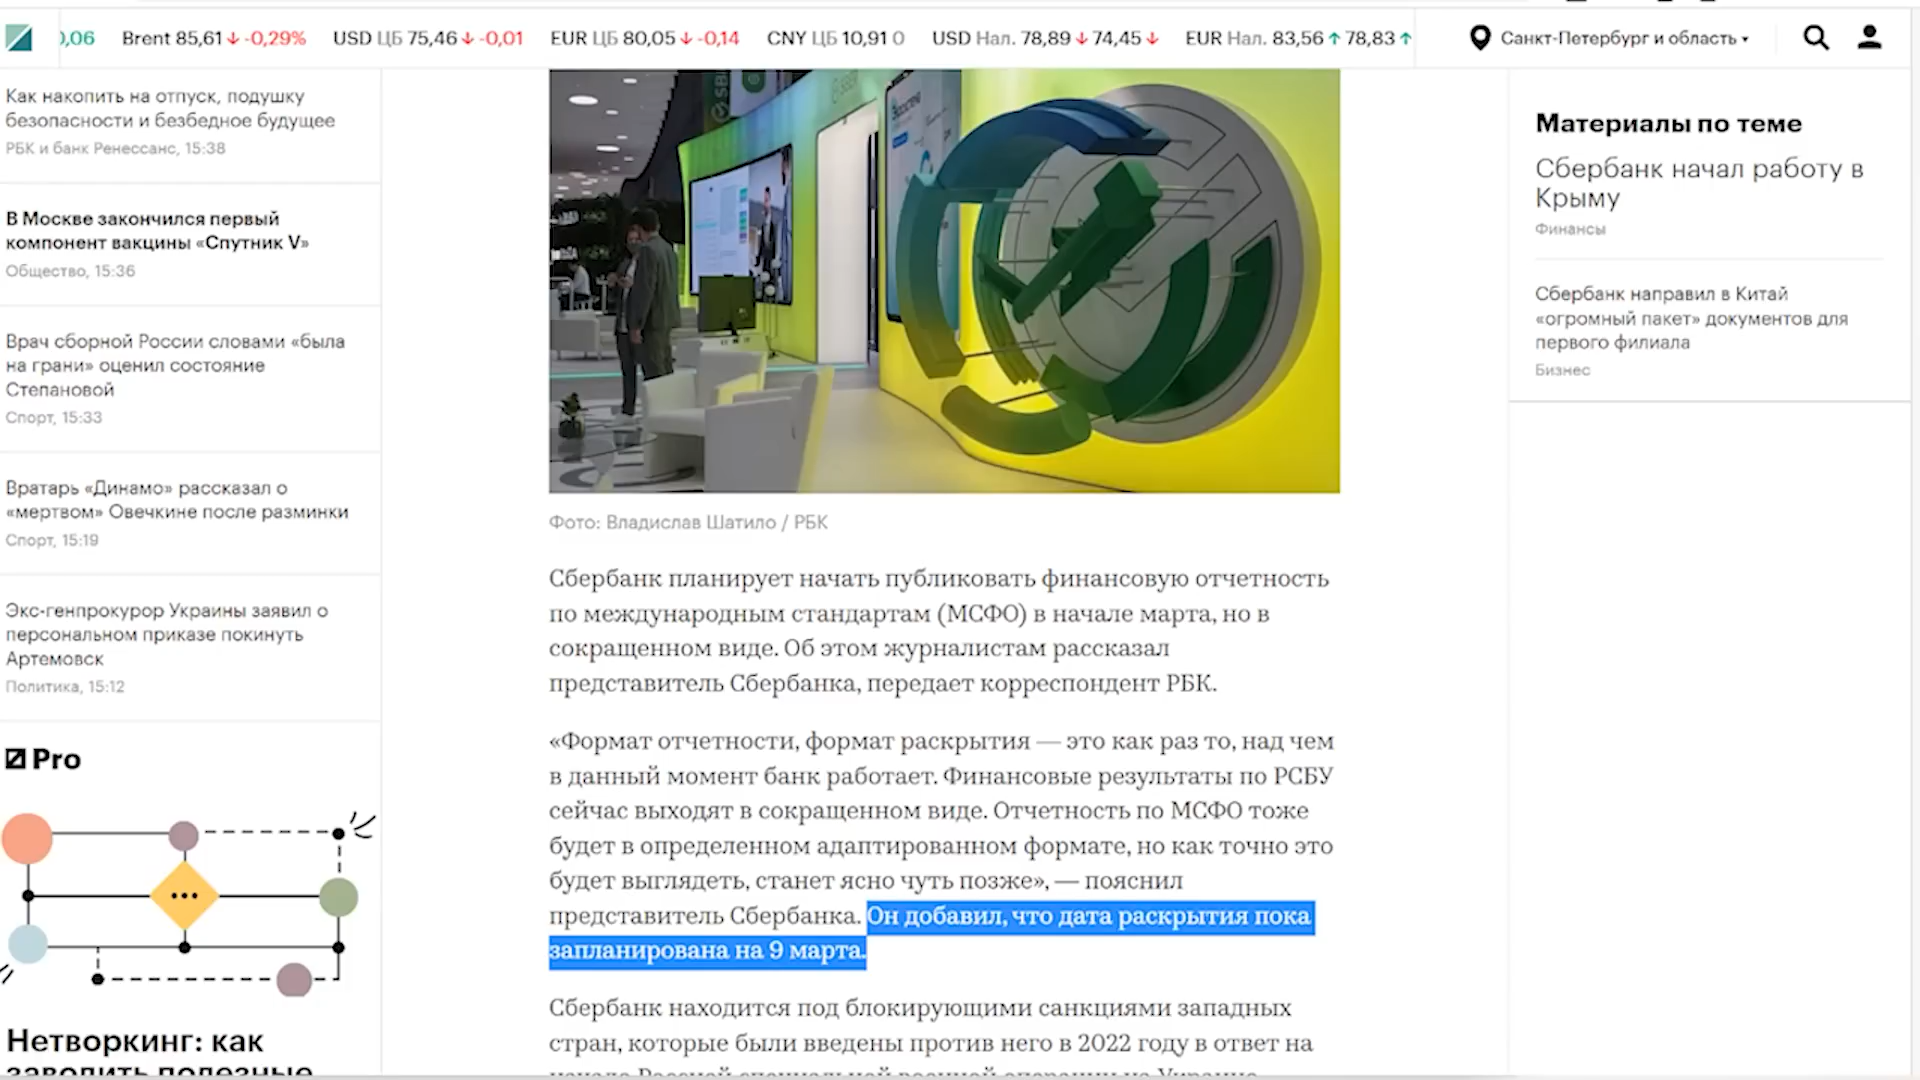 0,06 Brent 85,61 ↓ -0,29% USD ЦБ 75,46 ↓ -0,01 EUR ЦБ 80,05 ↓ -0,14 CNY ЦБ 10,91 0 USD Нал. 78,89 ↓ 74,45 ↓ EUR Нал. 83,56 ↑ 78,83 ↑ Санкт-Петербург и область
Как накопить на отпуск, подушку
безопасности и безбедное будущее
РБК и банк Ренессанс, 15:38
В Москве закончился первый
компонент вакцины «Спутник V»
Общество, 15:36
Врач сборной России словами «была
на грани» оценил состояние
Степановой
Спорт, 15:33
Вратарь «Динамо» рассказал о
«мертвом» Овечкине после разминки
Спорт, 15:19
Экс-генпрокурор Украины заявил о
персональном приказе покинуть
Артемовск
Политика, 15:12
Pro
Нетворкинг: как
заводить полезные
Фото: Владислав Шатило / РБК
Сбербанк планирует начать публиковать финансовую отчетность
по международным стандартам (МСФО) в начале марта, но в
сокращенном виде. Об этом журналистам рассказал
представитель Сбербанка, передает корреспондент РБК.
«Формат отчетности, формат раскрытия — это как раз то, над чем
в данный момент банк работает. Финансовые результаты по РСБУ
сейчас выходят в сокращенном виде. Отчетность по МСФО тоже
будет в определенном адаптированном формате, но как точно это
будет выглядеть, станет ясно чуть позже», — пояснил
представитель Сбербанка. Он добавил, что дата раскрытия пока
запланирована на 9 марта.
Сбербанк находится под блокирующими санкциями западных
стран, которые были введены против него в 2022 году в ответ на
Материалы по теме
Сбербанк начал работу в
Крыму
Финансы
Сбербанк направил в Китай
«огромный пакет» документов для
первого филиала
Бизнес